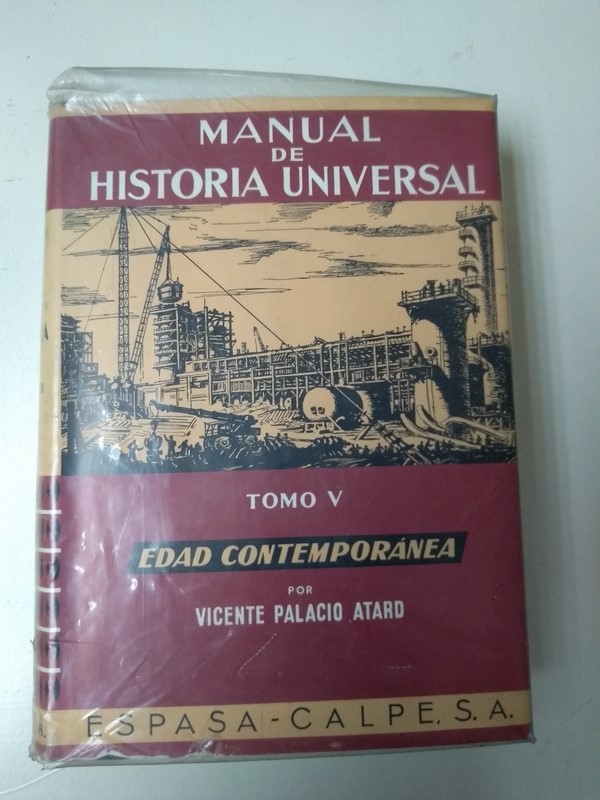 MANUAL
DE
HISTORIA UNIVERSAL
TOMO V
EDAD CONTEMPORÁNEA
POR
VICENTE PALACIO ATARD
ESPASA-CALPE, S. A.